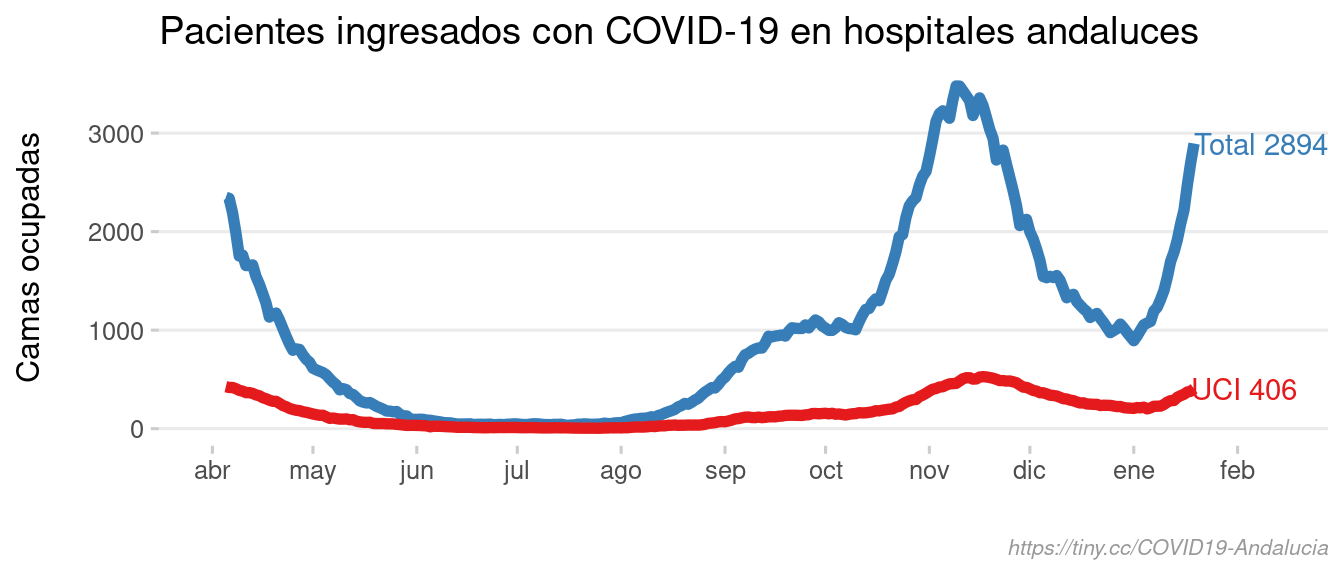 Pacientes ingresados con COVID-19 en hospitales andaluces
Camas ocupadas
3000
2000
1000
0
Total 2894
UCI 406
abr may jun jul ago sep oct nov dic ene feb
https://tiny.cc/COVID19-Andalucia